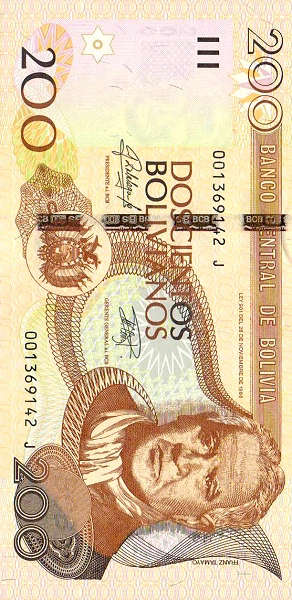 BANCO CENTRAL DE BOLIVIA
200
LEY 901 DEL 28 DE NOVIEMBRE DE 1986
001369142 J
DOSCIENTOS
BOLIVIANOS
PRESIDENTE BCB
GERENTE GENERAL BCB
001369142 J
200
200
FRANZ TAMAYO
BCB
BCB
BCB
BCB